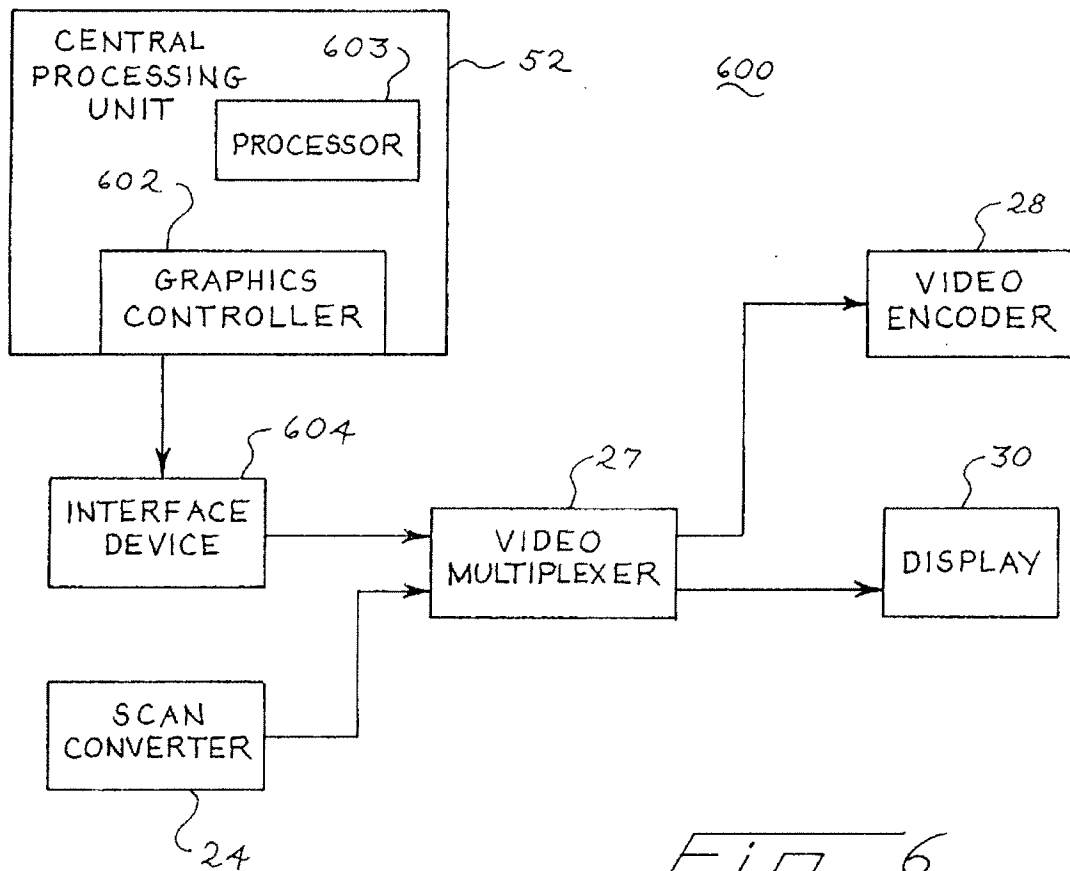 CENTRAL
PROCESSING
UNIT
603
52
600
PROCESSOR
602
GRAPHICS
CONTROLLER
28
VIDEO
ENCODER
604
INTERFACE
DEVICE
27
VIDEO
MULTIPLEXER
30
DISPLAY
SCAN
CONVERTER
24
Fig. 6